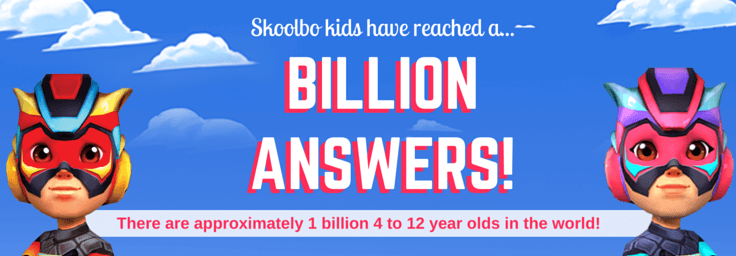 Skoolbo kids have reached a...
BILLION
ANSWERS!
There are approximately 1 billion 4 to 12 year olds in the world!